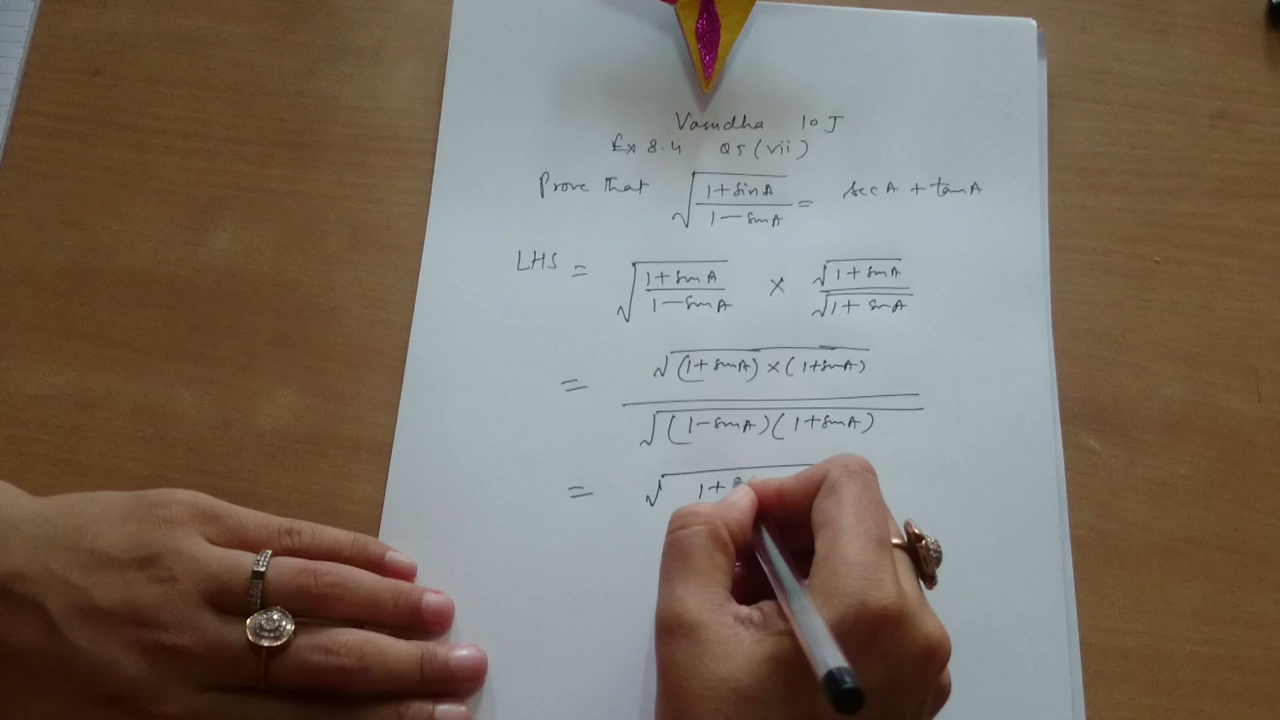 Vasudha 10 J
Ex 8.4 Q5 (vii)
Prove that √((1+sinA)/(1-sinA)) = secA + tanA
LHS = √((1+sinA)/(1-sinA)) × √(1+sinA)/√(1+sinA)
= √((1+sinA)×(1+sinA))/√((1-sinA)(1+sinA))
= √(1+